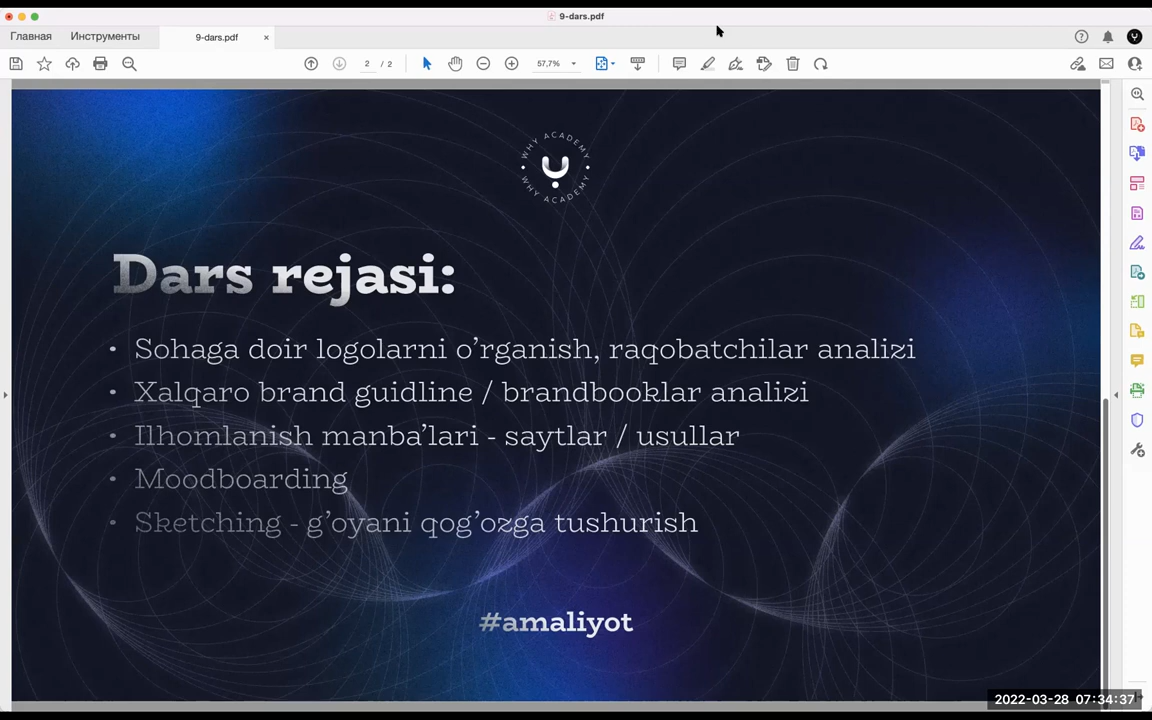 9-dars.pdf
Главная Инструменты 9-dars.pdf ×
2 / 2 57,7%
WHY ACADEMY
WHY ACADEMY
Dars rejasi:
• Sohaga doir logolarni o’rganish, raqobatchilar analizi
• Xalqaro brand guidline / brandbooklar analizi
• Ilhomlanish manba’lari - saytlar / usullar
• Moodboarding
• Sketching - g’oyani qog’ozga tushurish
#amaliyot
2022-03-28 07:34:37